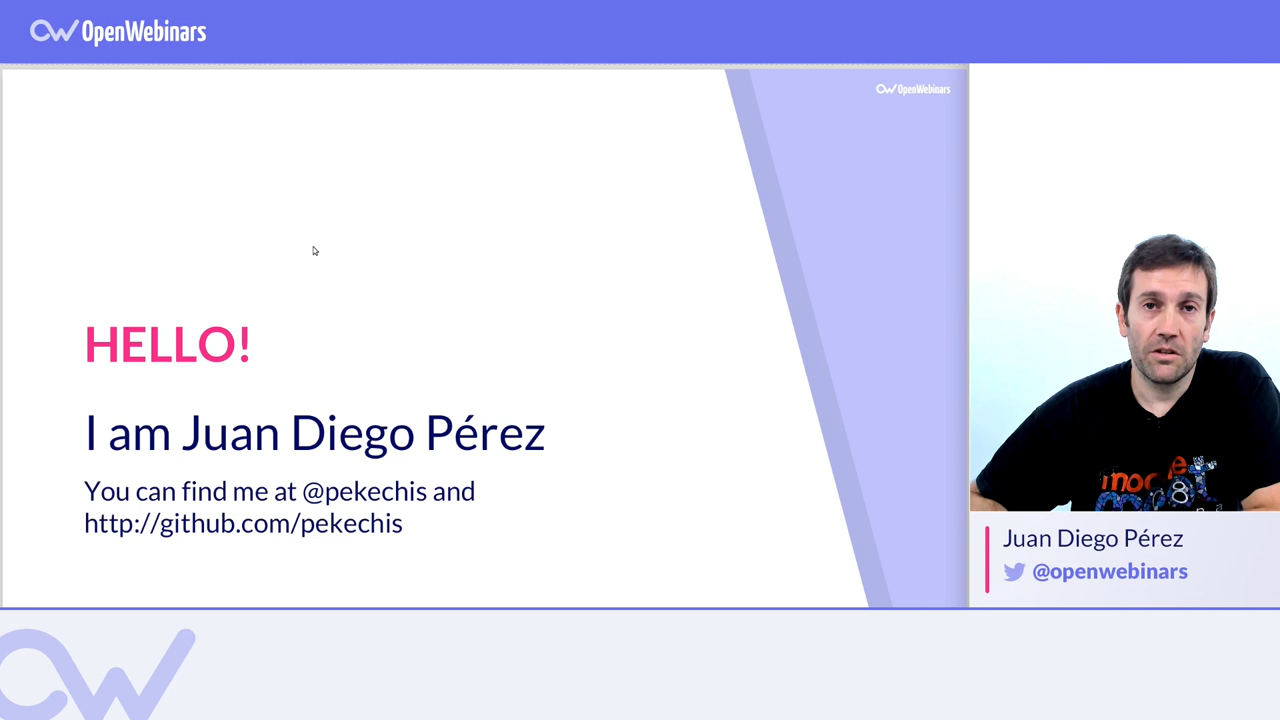 OpenWebinars
OpenWebinars
HELLO!
I am Juan Diego Pérez
You can find me at @pekechis and
http://github.com/pekechis
Juan Diego Pérez
@openwebinars